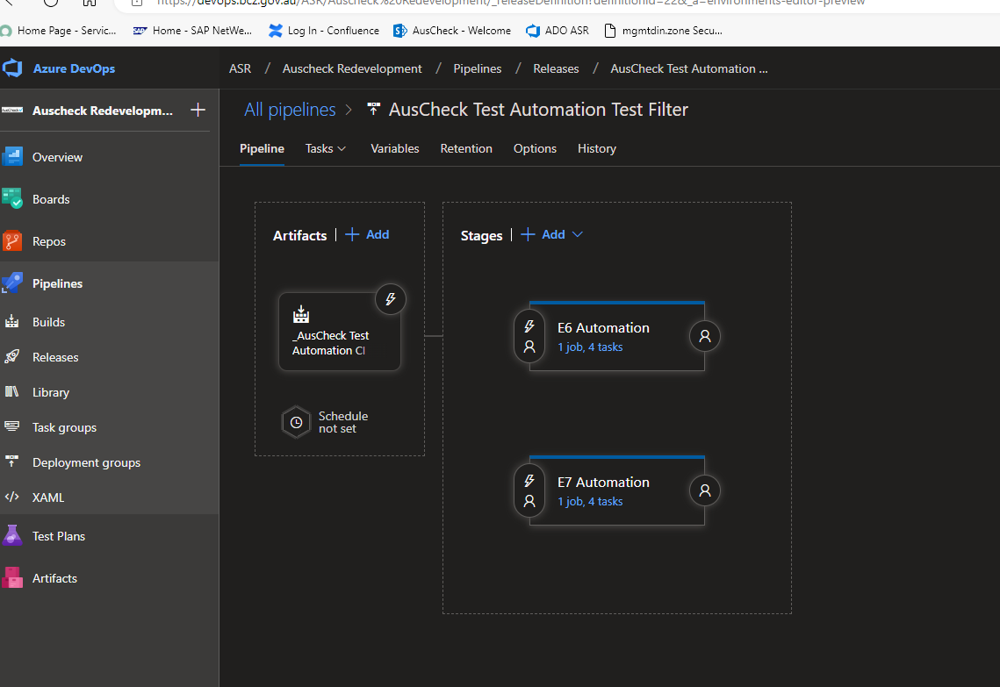 https://devops.bcz.gov.au/ASR/Auscheck%20Redevelopment/_releaseDefinition?definitionId=22&_a=environments-editor-preview
Home Page - Servic...
Home - SAP NetWe...
Log In - Confluence
AusCheck - Welcome
ADO ASR
mgmtdin.zone Secu...
Azure DevOps
ASR / Auscheck Redevelopment / Pipelines / Releases / AusCheck Test Automation ...
Auscheck Redevelopm...
All pipelines > AusCheck Test Automation Test Filter
Pipeline
Tasks
Variables
Retention
Options
History
Overview
Boards
Repos
Pipelines
Builds
Releases
Library
Task groups
Deployment groups
XAML
Test Plans
Artifacts
Artifacts | + Add
_AusCheck Test
Automation CI
Schedule
not set
Stages | + Add
E6 Automation
1 job, 4 tasks
E7 Automation
1 job, 4 tasks